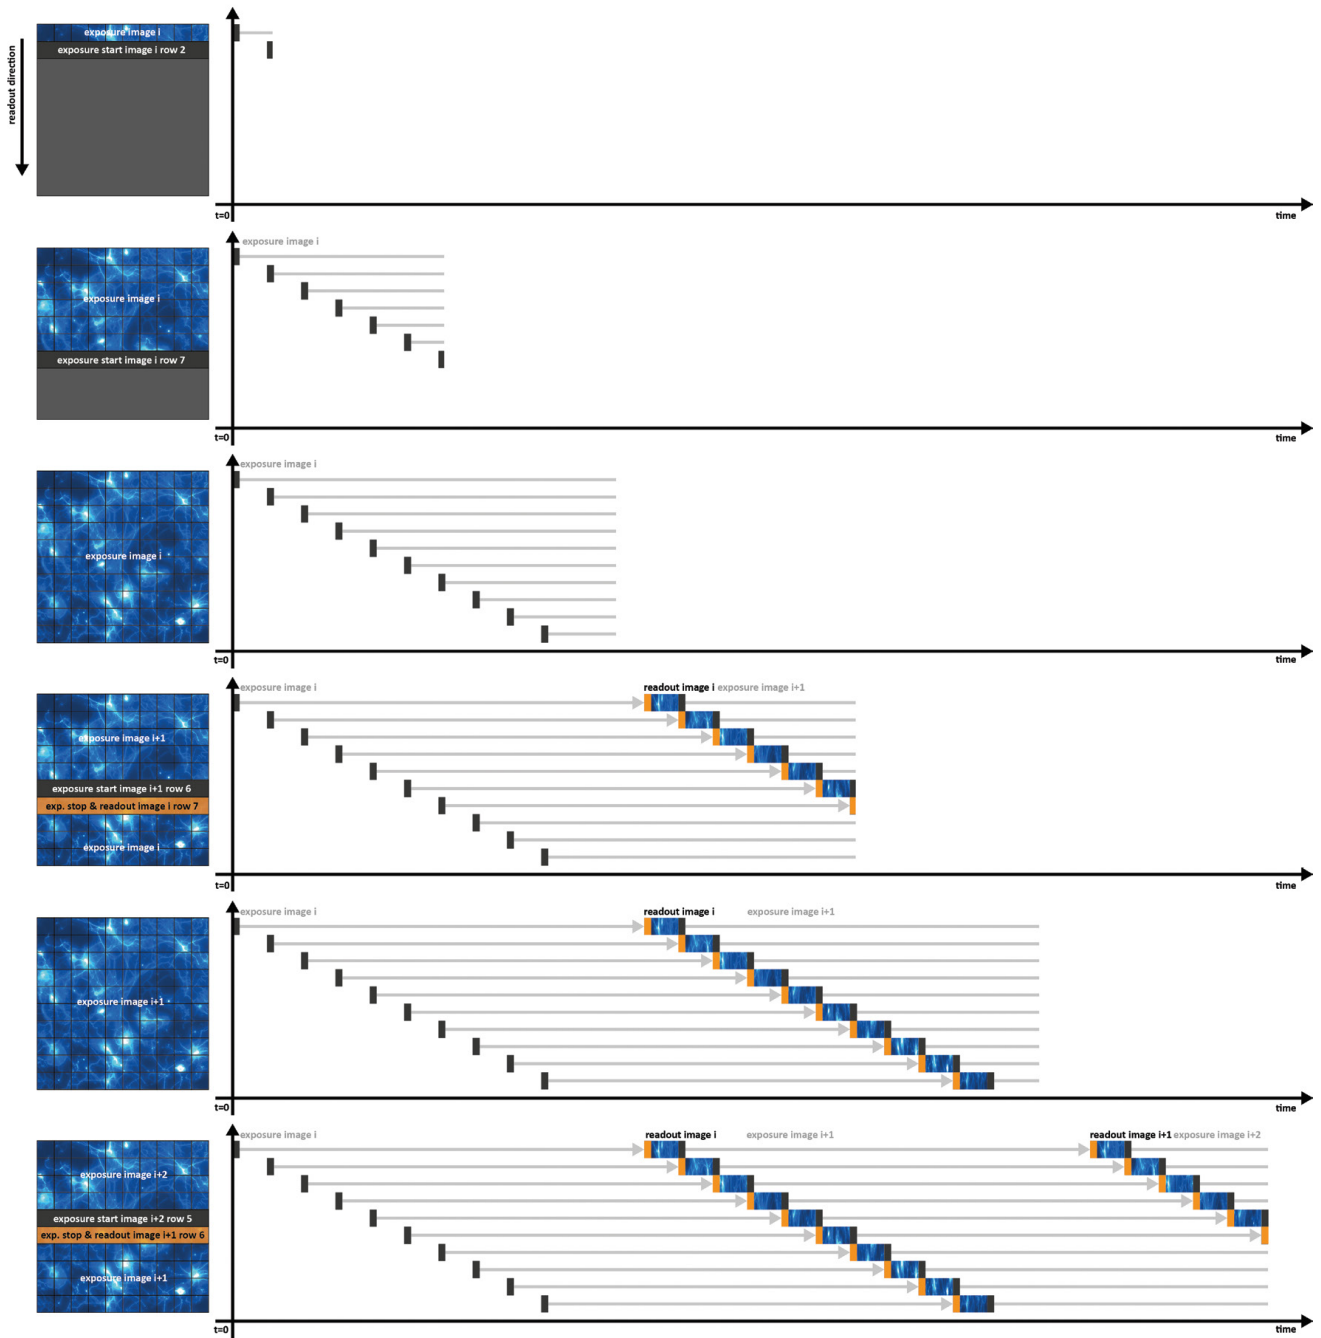 exposure image i
exposure start image i row 2
readout direction
t=0
time
exposure image i
exposure image i
exposure start image i row 7
t=0
time
exposure image i
exposure image i
t=0
time
exposure image i
readout image i
exposure image i+1
exposure image i+1
exposure start image i+1 row 6
exp. stop & readout image i row 7
exposure image i
t=0
time
exposure image i
readout image i
exposure image i+1
exposure image i+1
t=0
time
exposure image i
readout image i
exposure image i+1
readout image i+1
exposure image i+2
exposure image i+2
exposure start image i+2 row 5
exp. stop & readout image i+1 row 6
exposure image i+1
t=0
time